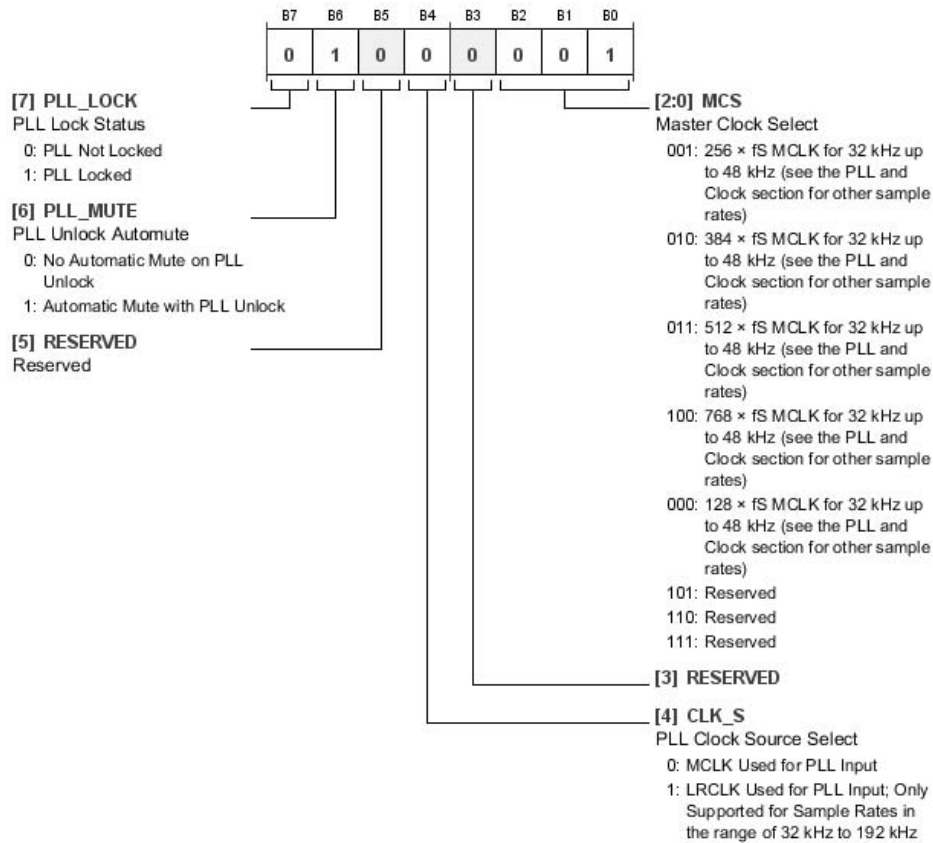 B7 B6 B5 B4 B3 B2 B1 B0
0 1 0 0 0 0 0 1
[7] PLL_LOCK
PLL Lock Status
0: PLL Not Locked
1: PLL Locked
[6] PLL_MUTE
PLL Unlock Automute
0: No Automatic Mute on PLL
Unlock
1: Automatic Mute with PLL Unlock
[5] RESERVED
Reserved
[2:0] MCS
Master Clock Select
001: 256 × fS MCLK for 32 kHz up
to 48 kHz (see the PLL and
Clock section for other sample
rates)
010: 384 × fS MCLK for 32 kHz up
to 48 kHz (see the PLL and
Clock section for other sample
rates)
011: 512 × fS MCLK for 32 kHz up
to 48 kHz (see the PLL and
Clock section for other sample
rates)
100: 768 × fS MCLK for 32 kHz up
to 48 kHz (see the PLL and
Clock section for other sample
rates)
000: 128 × fS MCLK for 32 kHz up
to 48 kHz (see the PLL and
Clock section for other sample
rates)
101: Reserved
110: Reserved
111: Reserved
[3] RESERVED
[4] CLK_S
PLL Clock Source Select
0: MCLK Used for PLL Input
1: LRCLK Used for PLL Input; Only
Supported for Sample Rates in
the range of 32 kHz to 192 kHz